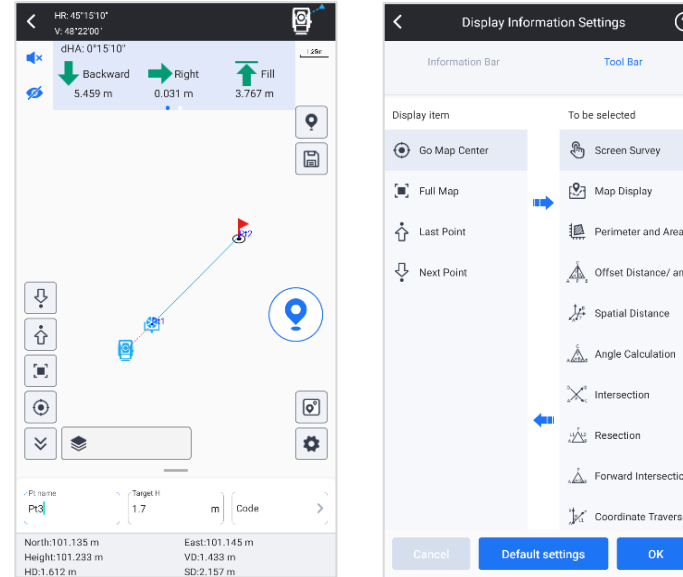 HR: 45°15'10"
V: 48°22'00"
dHA: 0°15'10"
Backward
5.459 m
Right
0.031 m
Fill
3.767 m
Pt2
Pt name
Pt3
Target H
1.7 m
Code
North:101.135 m
East:101.145 m
Height:101.233 m
VD:1.433 m
HD:1.612 m
SD:2.157 m
Display Information Settings
Information Bar
Tool Bar
Display item
To be selected
Go Map Center
Full Map
Last Point
Next Point
Screen Survey
Map Display
Perimeter and Area
Offset Distance/ an
Spatial Distance
Angle Calculation
Intersection
Resection
Forward Intersectio
Coordinate Travers
Cancel
Default settings
OK